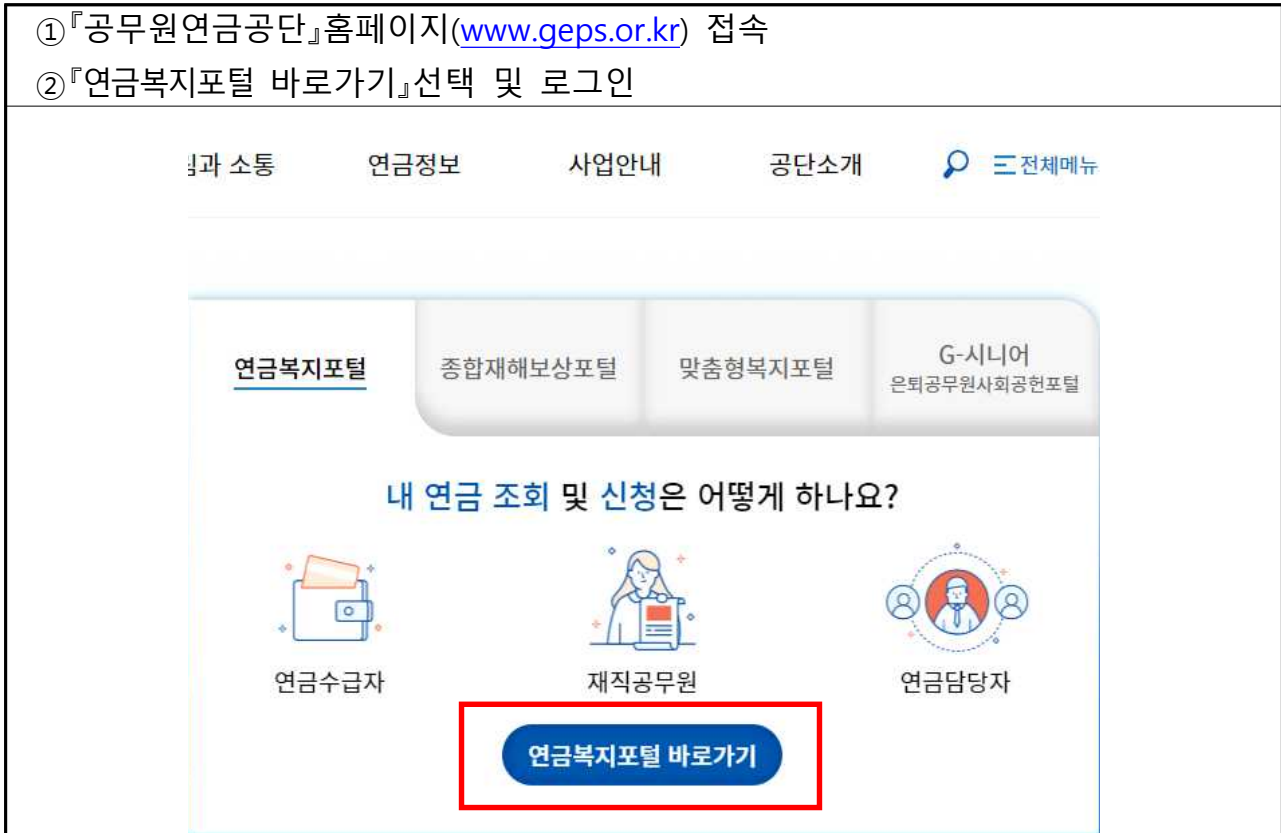 ①『공무원연금공단』홈페이지(www.geps.or.kr) 접속
②『연금복지포털 바로가기』선택 및 로그인
과 소통 연금정보 사업안내 공단소개 전체메뉴
연금복지포털 종합재해보상포털 맞춤형복지포털 G-시니어
은퇴공무원사회공헌포털
내 연금 조회 및 신청은 어떻게 하나요?
연금수급자 재직공무원 연금담당자
연금복지포털 바로가기